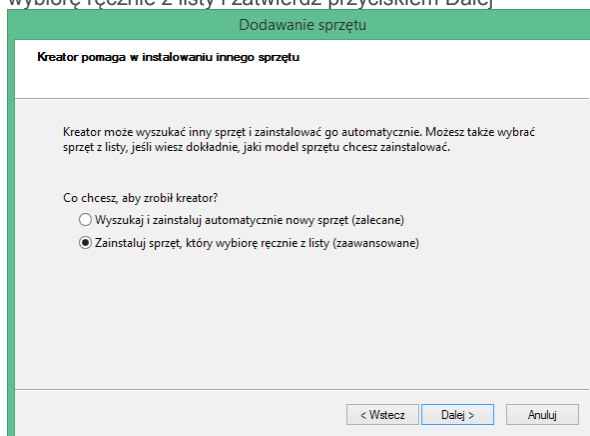 wybiorę ręcznie z listy i zatwierdź przyciskiem Dalej
Dodawanie sprzętu
Kreator pomaga w instalowaniu innego sprzętu
Kreator może wyszukać inny sprzęt i zainstalować go automatycznie. Możesz także wybrać
sprzęt z listy, jeśli wiesz dokładnie, jaki model sprzętu chcesz zainstalować.
Co chcesz, aby zrobił kreator?
Wyszukaj i zainstaluj automatycznie nowy sprzęt (zalecane)
Zainstaluj sprzęt, który wybiorę ręcznie z listy (zaawansowane)
< Wstecz Dalej > Anuluj